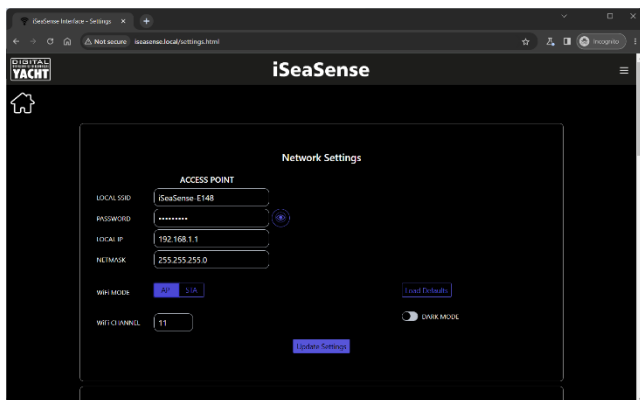 iSeaSense Interface - Settings
Not secure iseasense.local/settings.html
Incognito
DIGITAL
YACHT
iSeaSense
Network Settings
ACCESS POINT
LOCAL SSID iSeaSense-E148
PASSWORD •••••••••
LOCAL IP 192.168.1.1
NETMASK 255.255.255.0
WIFI MODE AP STA Load Defaults
DARK MODE
WIFI CHANNEL 11
Update Settings